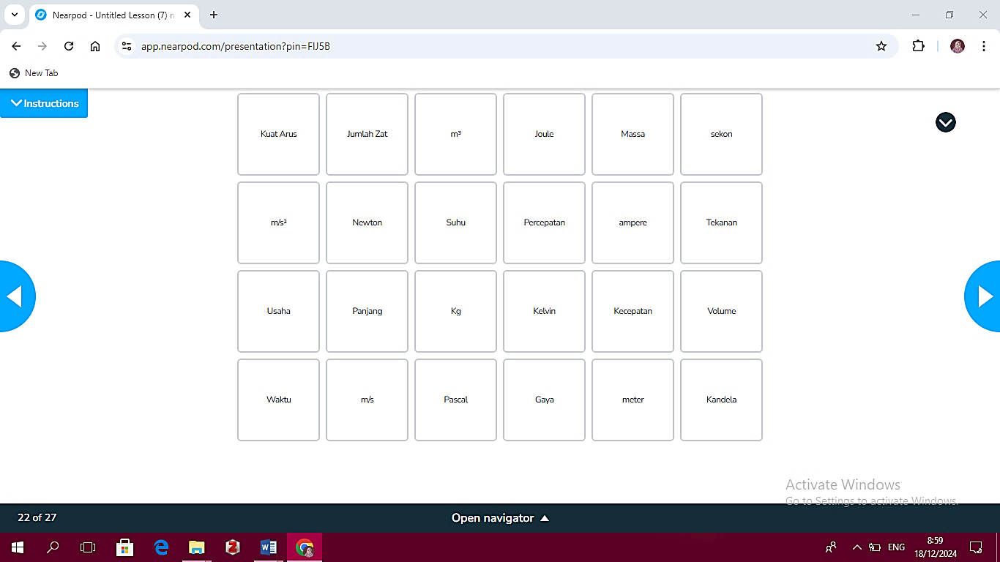 Nearpod - Untitled Lesson (7) n
app.nearpod.com/presentation?pin=FIJ5B
New Tab
Instructions
Kuat Arus
Jumlah Zat
m³
Joule
Massa
sekon
m/s²
Newton
Suhu
Percepatan
ampere
Tekanan
Usaha
Panjang
Kg
Kelvin
Kecepatan
Volume
Waktu
m/s
Pascal
Gaya
meter
Kandela
Activate Windows
Go to Settings to activate Windows.
22 of 27
Open navigator
ENG
8:59
18/12/2024